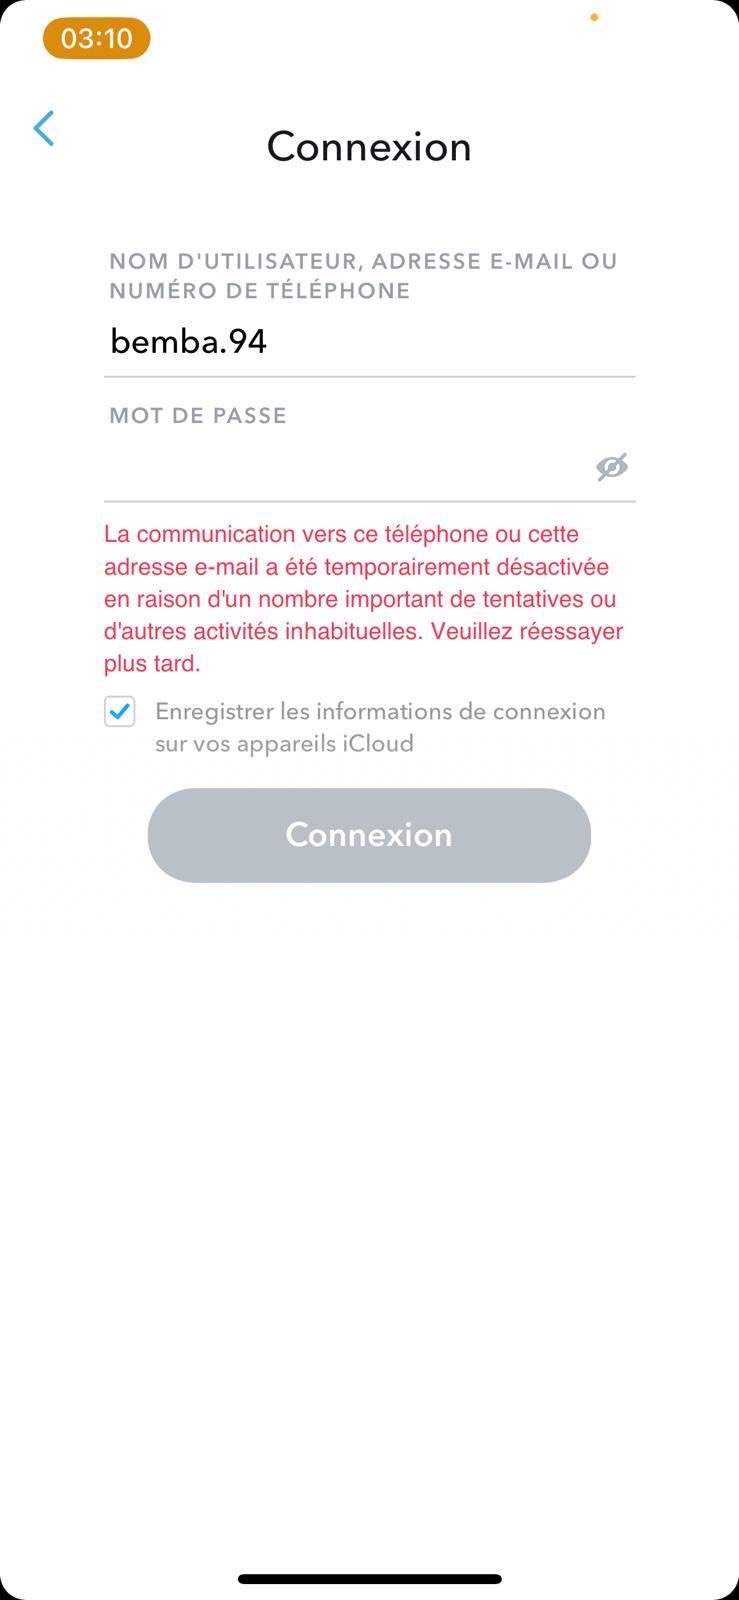 03:10
Connexion
NOM D'UTILISATEUR, ADRESSE E-MAIL OU
NUMÉRO DE TÉLÉPHONE
bemba.94
MOT DE PASSE
La communication vers ce téléphone ou cette
adresse e-mail a été temporairement désactivée
en raison d'un nombre important de tentatives ou
d'autres activités inhabituelles. Veuillez réessayer
plus tard.
Enregistrer les informations de connexion
sur vos appareils iCloud
Connexion